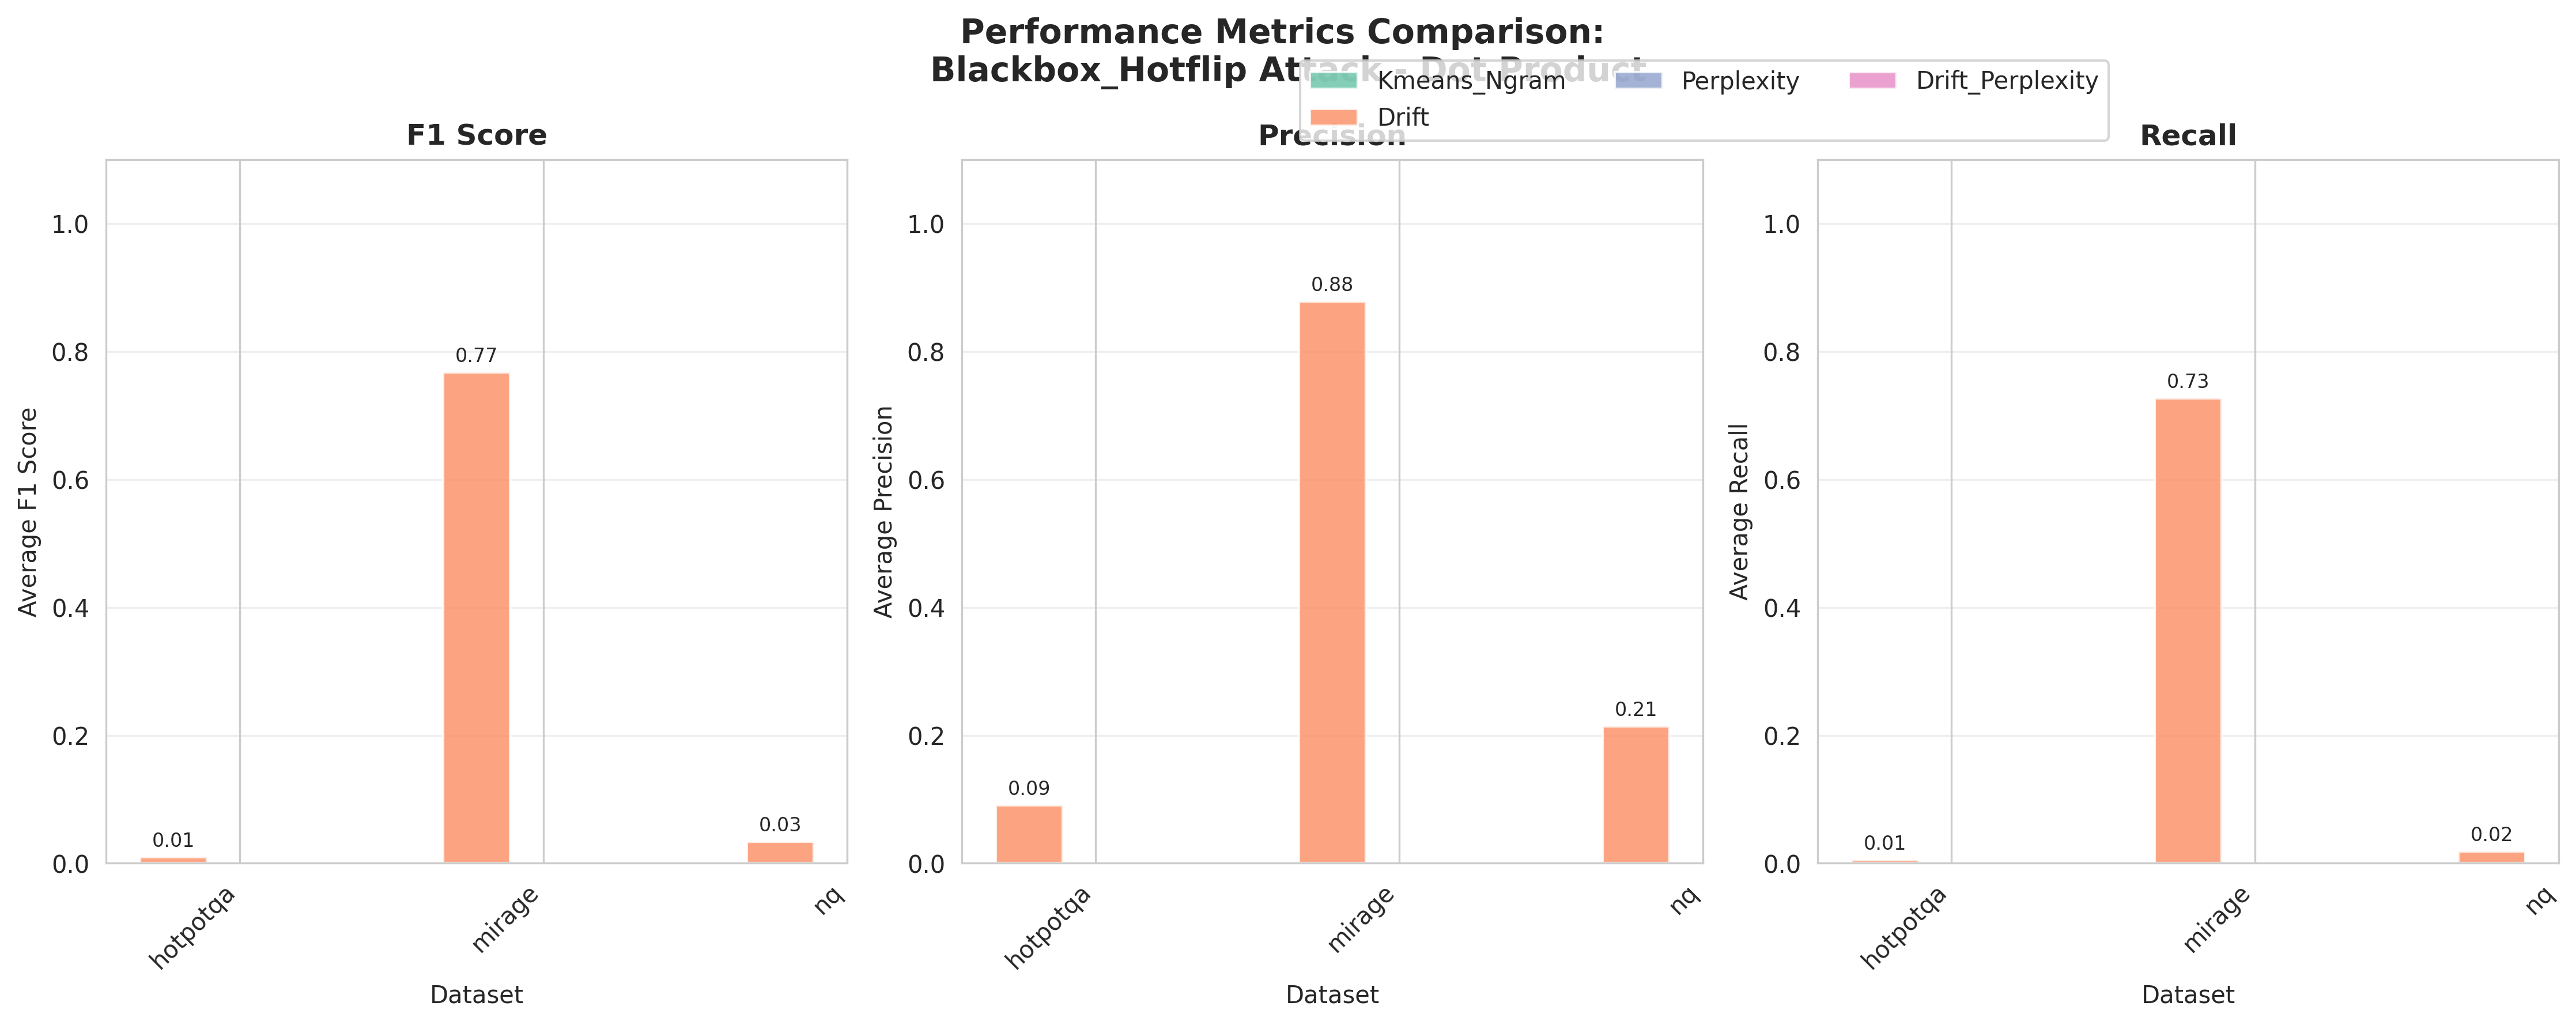 Performance Metrics Comparison:
Blackbox_Hotflip Attack - Dot Product
Kmeans_Ngram
Drift
Perplexity
Drift_Perplexity
F1 Score
Average F1 Score
1.0
0.8
0.6
0.4
0.2
0.0
0.01
0.77
0.03
hotpotqa
mirage
nq
Dataset
Precision
Average Precision
1.0
0.8
0.6
0.4
0.2
0.0
0.09
0.88
0.21
hotpotqa
mirage
nq
Dataset
Recall
Average Recall
1.0
0.8
0.6
0.4
0.2
0.0
0.01
0.73
0.02
hotpotqa
mirage
nq
Dataset